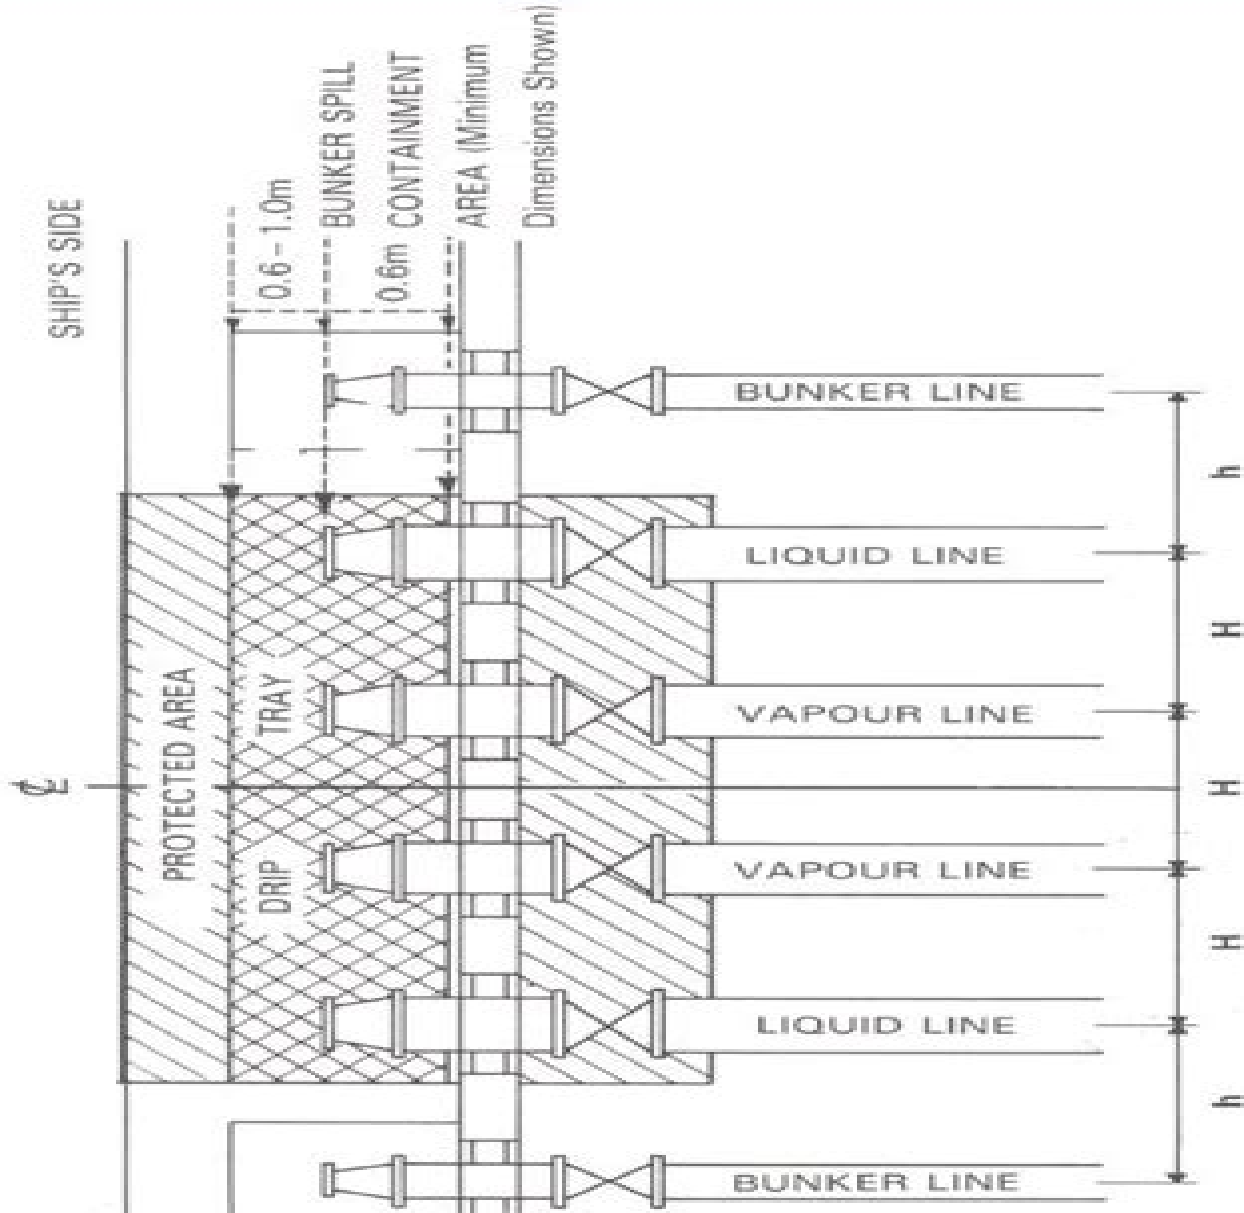 SHIP'S SIDE
0.6 - 1.0m
BUNKER SPILL
0.6m CONTAINMENT
AREA (Minimum
Dimensions Shown)
BUNKER LINE
h
LIQUID LINE
H
PROTECTED AREA
DRIP TRAY
VAPOUR LINE
℄
H
VAPOUR LINE
H
LIQUID LINE
h
BUNKER LINE